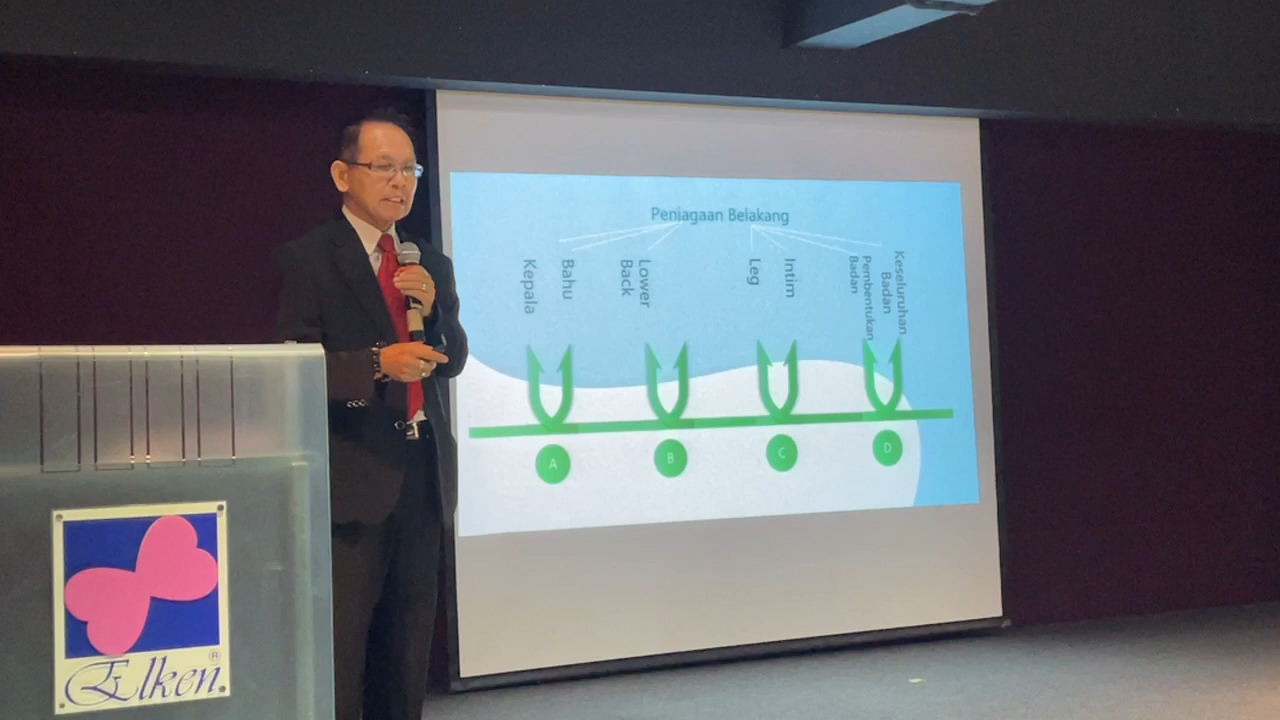 Peniagaan Belakang
Kepala
Bahu
Lower
Back
Leg
Intim
Pembentukan
Badan
Keseluruhan
Badan
A
B
C
D
Elken®